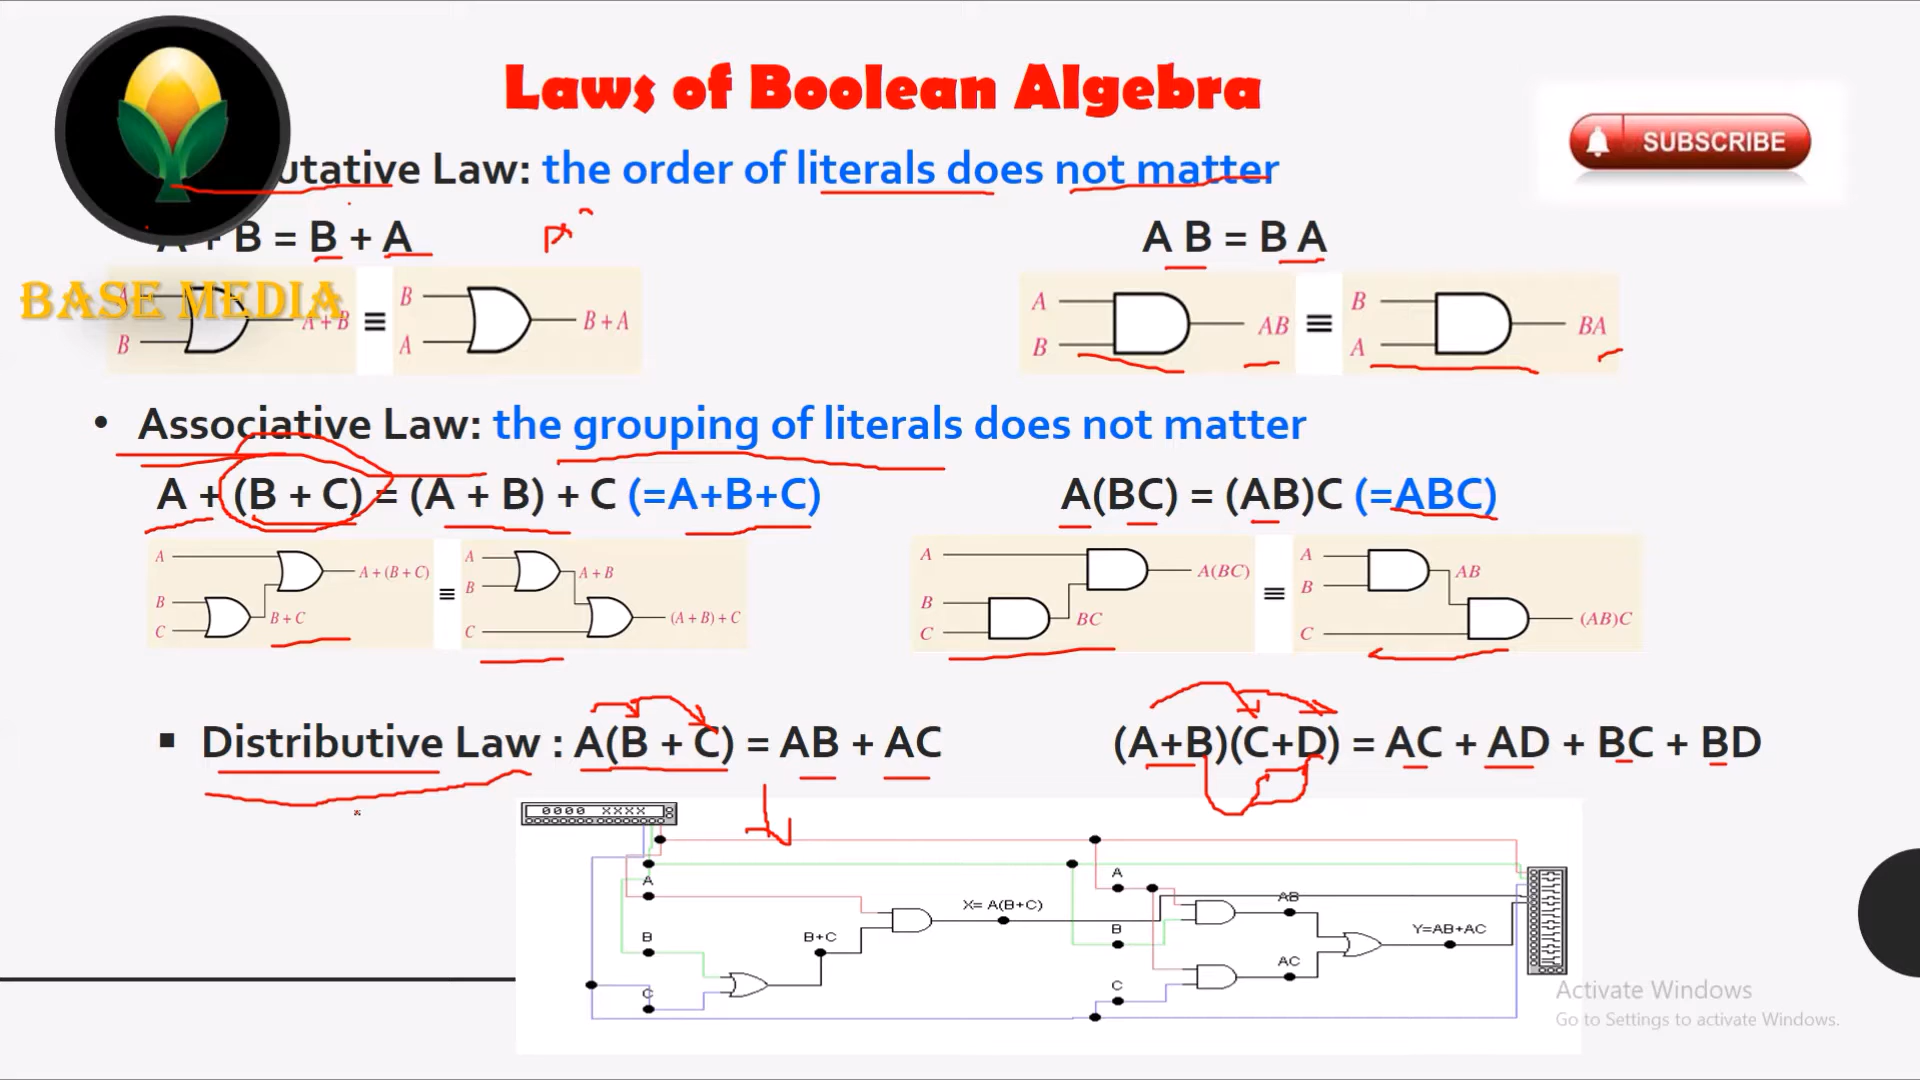 Laws of Boolean Algebra
SUBSCRIBE
utative Law: the order of literals does not matter
A + B = B + A
A B = B A
BASE MEDIA
A
B
A + B
≡
B
A
B + A
A
B
AB
≡
B
A
BA
• Associative Law: the grouping of literals does not matter
A + (B + C) = (A + B) + C (=A+B+C)
A(BC) = (AB)C (=ABC)
A
B
C
B + C
A + (B + C)
≡
A
B
C
A + B
(A + B) + C
A
B
C
BC
A(BC)
≡
A
B
C
AB
(AB)C
▪ Distributive Law : A(B + C) = AB + AC
(A+B)(C+D) = AC + AD + BC + BD
0000 XXXX
A
B
C
B+C
X= A(B+C)
A
B
C
AB
AC
Y=AB+AC
Activate Windows
Go to Settings to activate Windows.